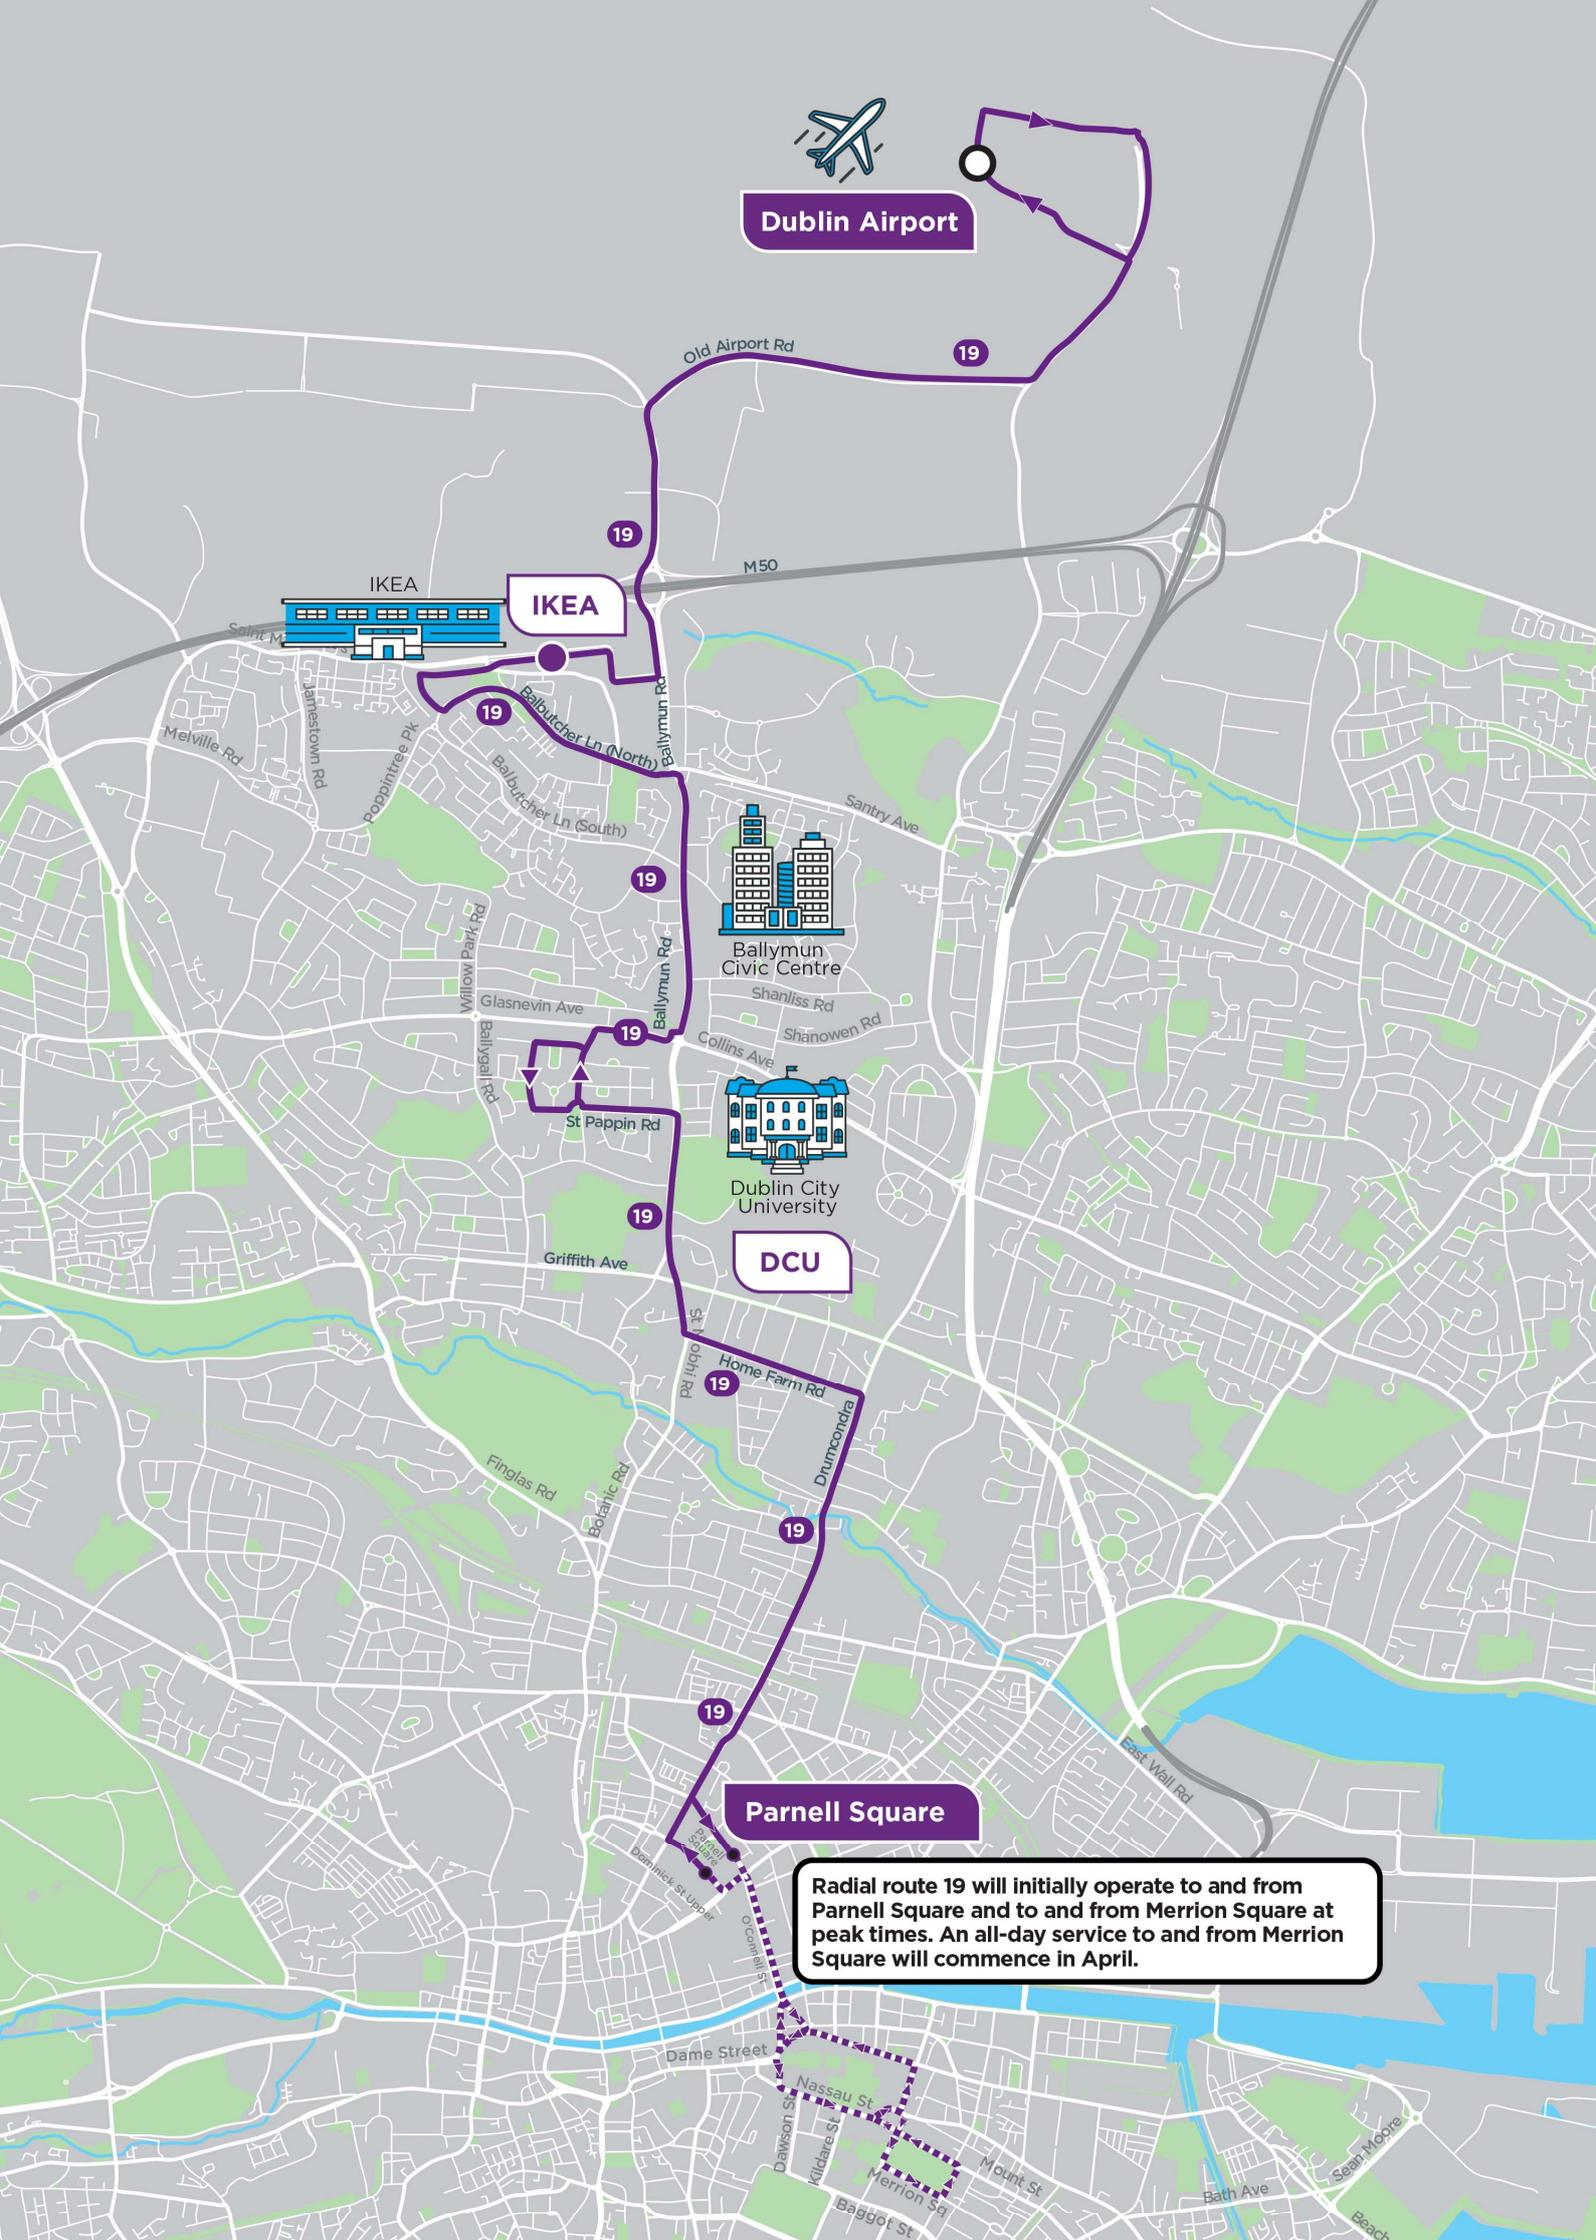 Dublin Airport
Old Airport Rd
19
19
M50
IKEA
IKEA
Saint M
Ballymun Rd
19
Balbutcher Ln (North)
Jamestown Rd
Melville Rd
Poppintree Pk
Balbutcher Ln (South)
Santry Ave
19
Ballymun
Civic Centre
Willow Park Rd
Ballymun Rd
Shanliss Rd
Glasnevin Ave
19
Shanowen Rd
Collins Ave
Ballygall Rd
St Pappin Rd
Dublin City
University
19
DCU
Griffith Ave
St Mobhi Rd
Home Farm Rd
19
Drumcondra
Finglas Rd
Botanic Rd
19
19
East Wall Rd
Parnell Square
Parnell
Square
Dominick St Upper
Radial route 19 will initially operate to and from
Parnell Square and to and from Merrion Square at
peak times. An all-day service to and from Merrion
Square will commence in April.
O'Connell St
Dame Street
Nassau St
Dawson St
Kildare St
Merrion Sq
Mount St
Baggot St
Sean Moore
Bath Ave
Beach